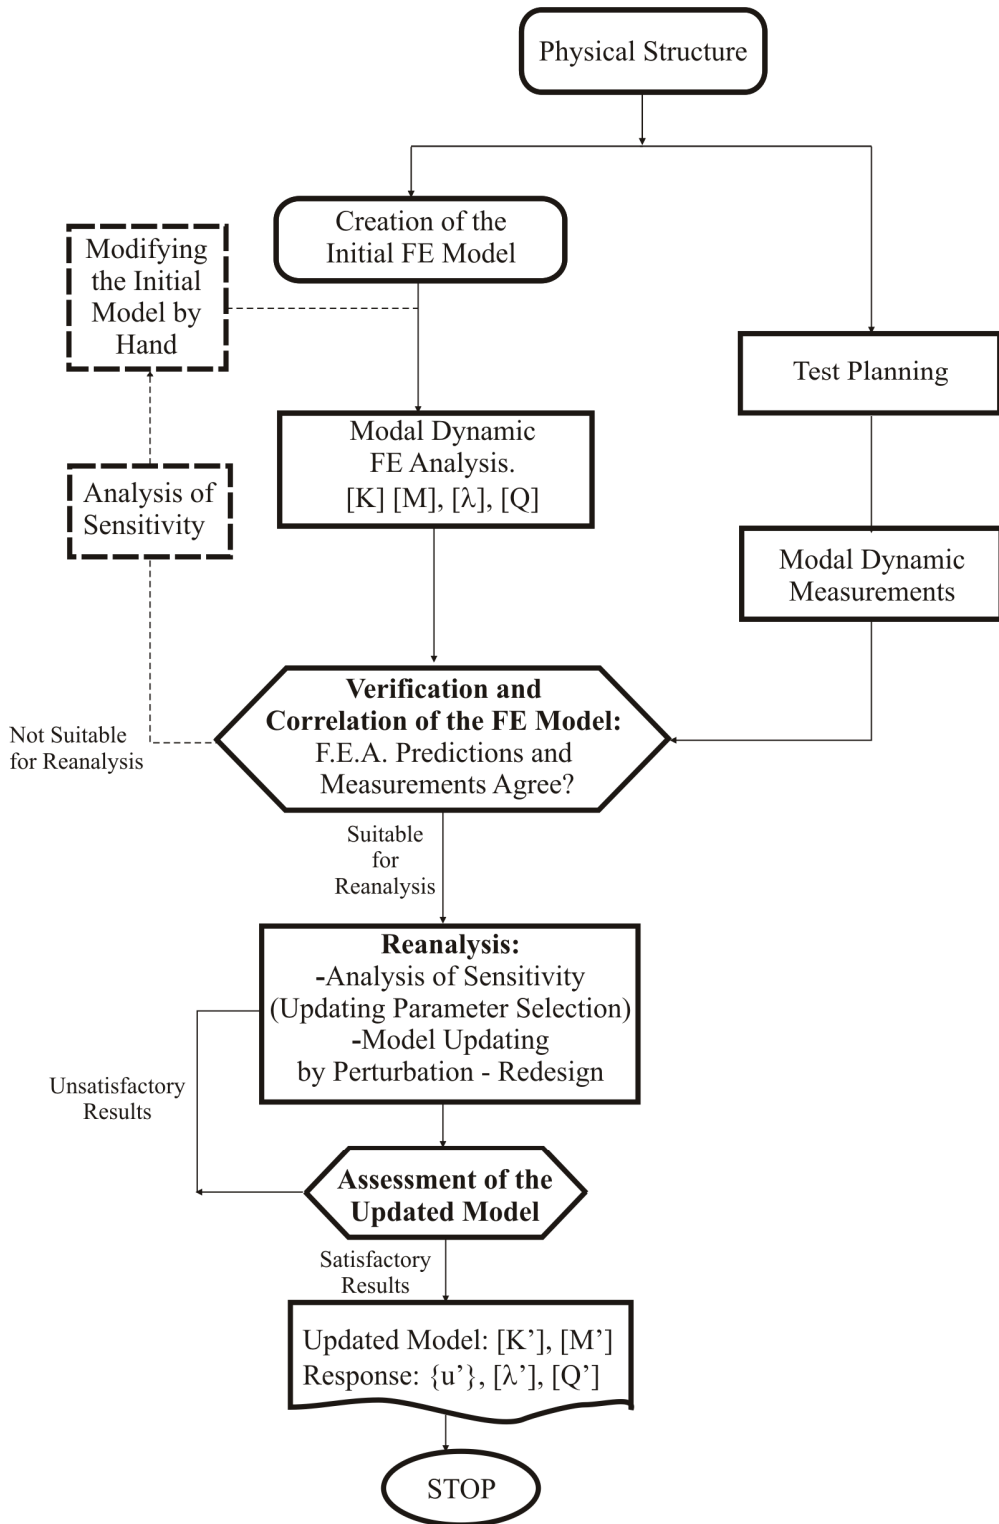 Physical Structure
Creation of the
Initial FE Model
Modifying
the Initial
Model by
Hand
Test Planning
Modal Dynamic
FE Analysis.
[K] [M], [λ], [Q]
Analysis of
Sensitivity
Modal Dynamic
Measurements
Verification and
Correlation of the FE Model:
F.E.A. Predictions and
Measurements Agree?
Not Suitable
for Reanalysis
Suitable
for
Reanalysis
Reanalysis:
-Analysis of Sensitivity
(Updating Parameter Selection)
-Model Updating
by Perturbation - Redesign
Unsatisfactory
Results
Assessment of the
Updated Model
Satisfactory
Results
Updated Model: [K’], [M’]
Response: {u’}, [λ’], [Q’]
STOP